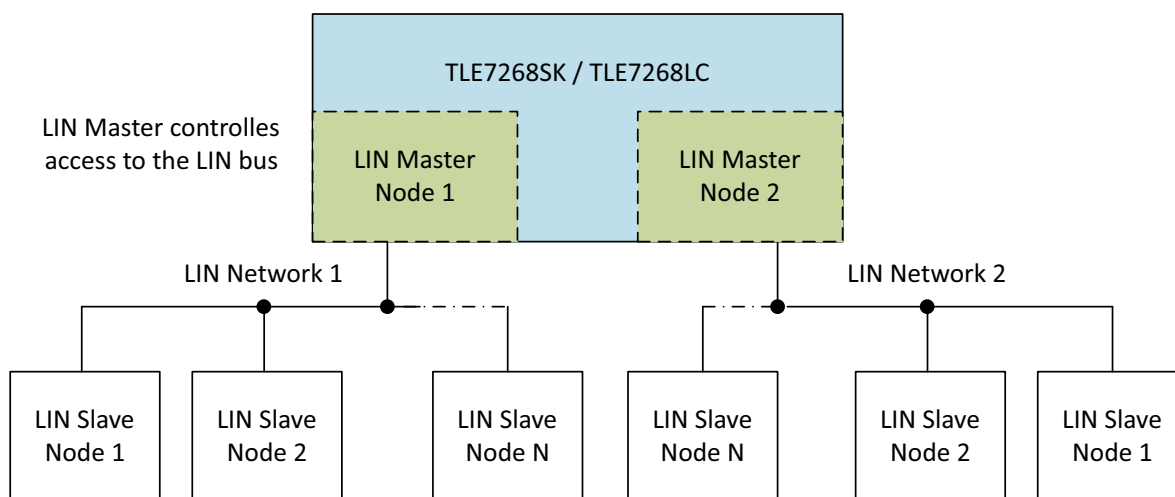 TLE7268SK / TLE7268LC
LIN Master controlles
access to the LIN bus
LIN Master
Node 1
LIN Master
Node 2
LIN Network 1
LIN Network 2
LIN Slave
Node 1
LIN Slave
Node 2
LIN Slave
Node N
LIN Slave
Node N
LIN Slave
Node 2
LIN Slave
Node 1